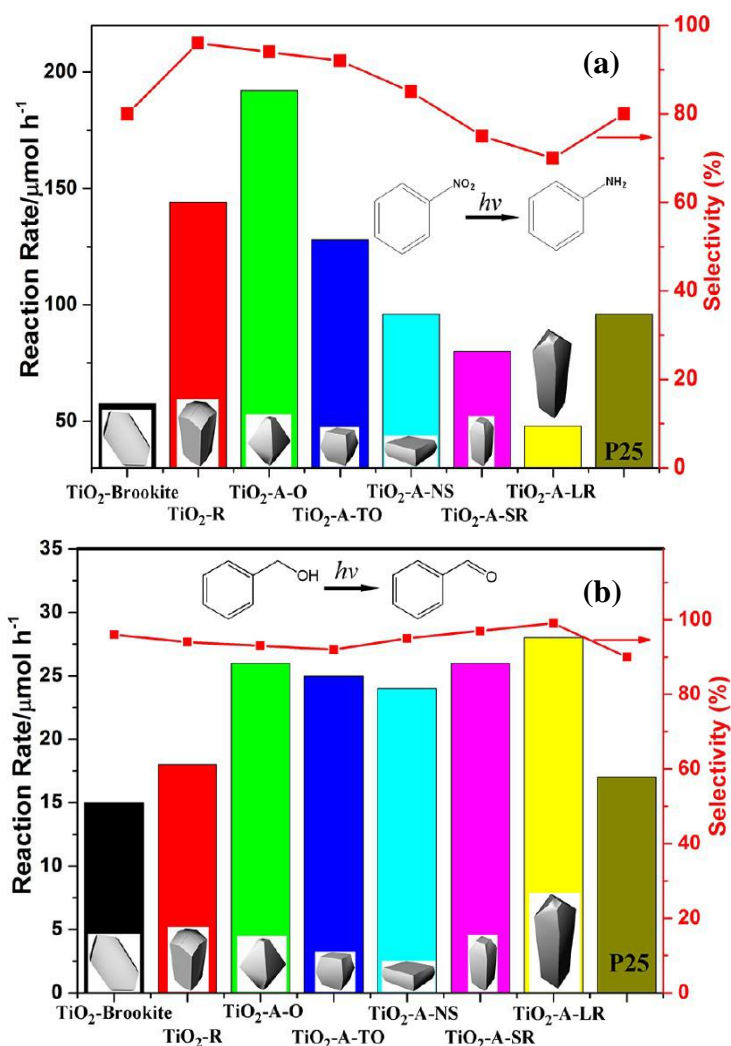 (a)
Reaction Rate/μmol h⁻¹
200
150
100
50
100
80
60
40
20
0
Selectivity (%)
NO₂
hν
NH₂
P25
TiO₂-Brookite
TiO₂-A-O
TiO₂-A-NS
TiO₂-A-LR
TiO₂-R
TiO₂-A-TO
TiO₂-A-SR
(b)
Reaction Rate/μmol h⁻¹
35
30
25
20
15
10
5
0
100
80
60
40
20
0
Selectivity (%)
OH
hν
O
P25
TiO₂-Brookite
TiO₂-A-O
TiO₂-A-NS
TiO₂-A-LR
TiO₂-R
TiO₂-A-TO
TiO₂-A-SR